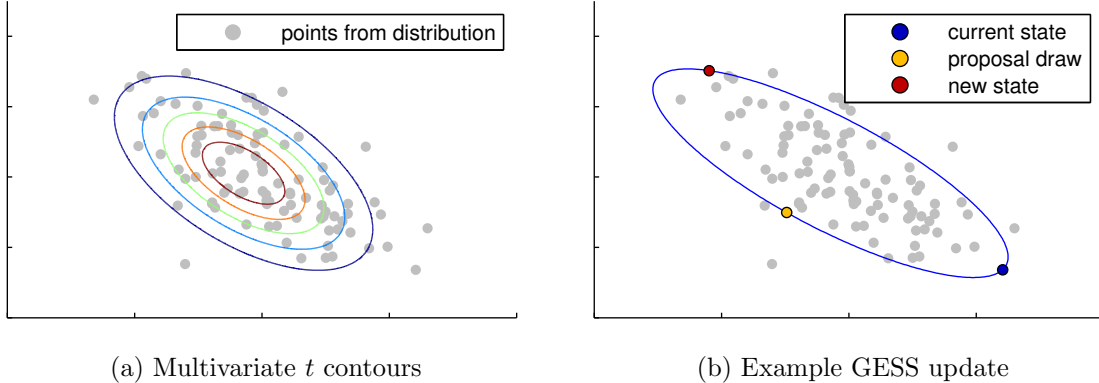 points from distribution
current state
proposal draw
new state
(a) Multivariate t contours
(b) Example GESS update